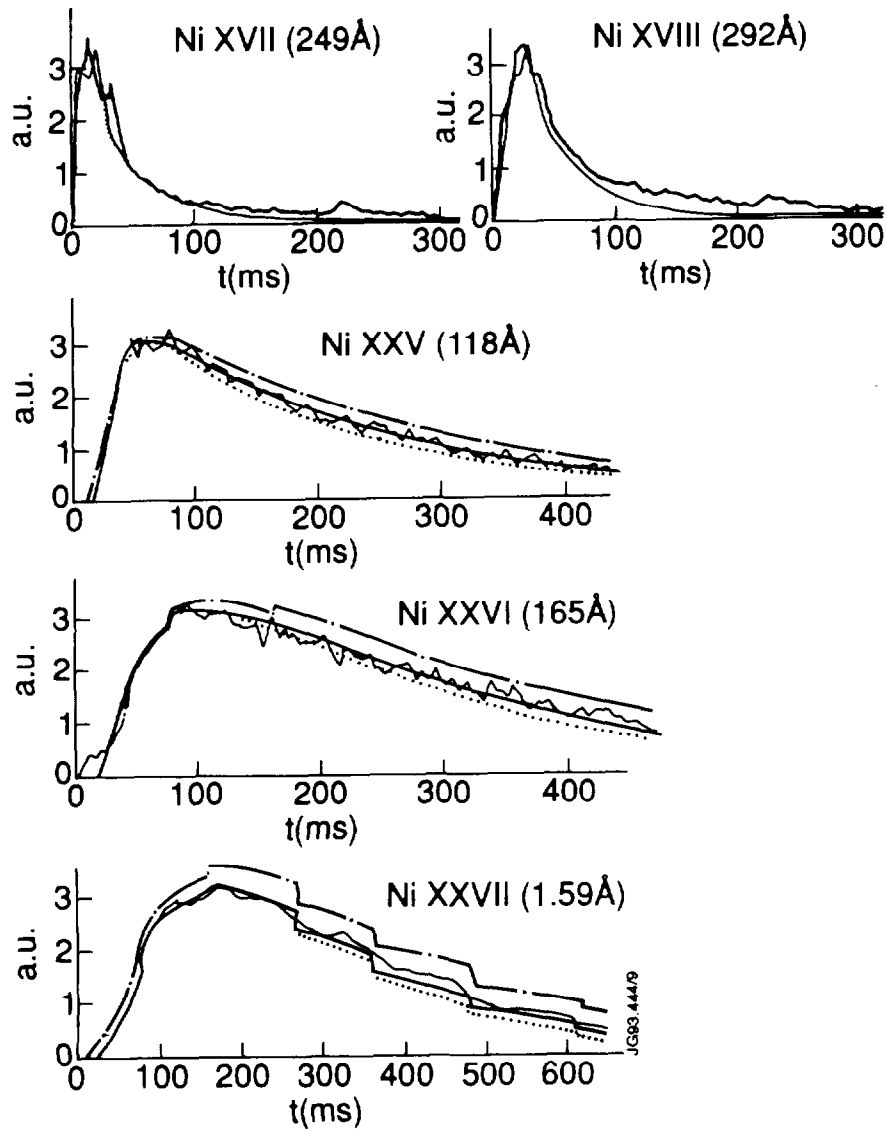 Ni XVII (249Å)
a.u.
3
2
1
0
0 100 200 300
t(ms)
Ni XVIII (292Å)
a.u.
3
2
1
0
0 100 200 300
t(ms)
Ni XXV (118Å)
a.u.
3
2
1
0
0 100 200 300 400
t(ms)
Ni XXVI (165Å)
a.u.
3
2
1
0
0 100 200 300 400
t(ms)
Ni XXVII (1.59Å)
a.u.
3
2
1
0
0 100 200 300 400 500 600
t(ms)
JG93.444/9